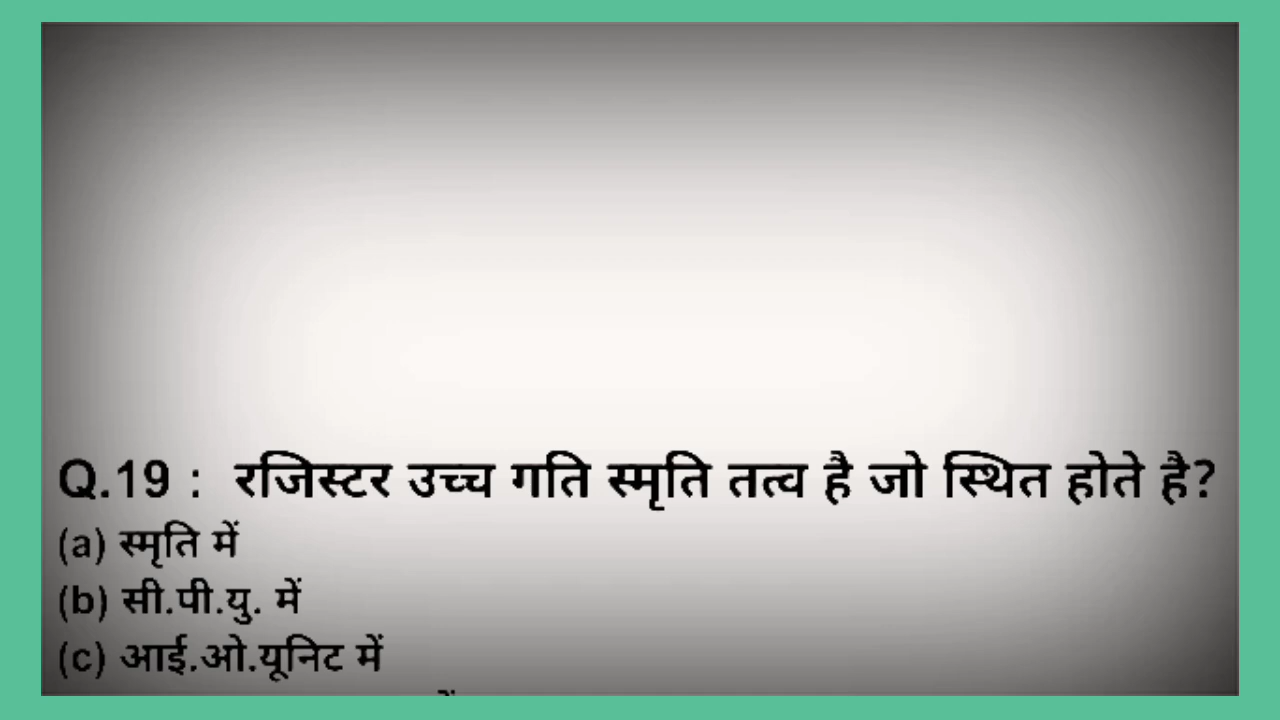 Q.19 : रजिस्टर उच्च गति स्मृति तत्व है जो स्थित होते है?
(a) स्मृति में
(b) सी.पी.यु. में
(c) आई.ओ.यूनिट में